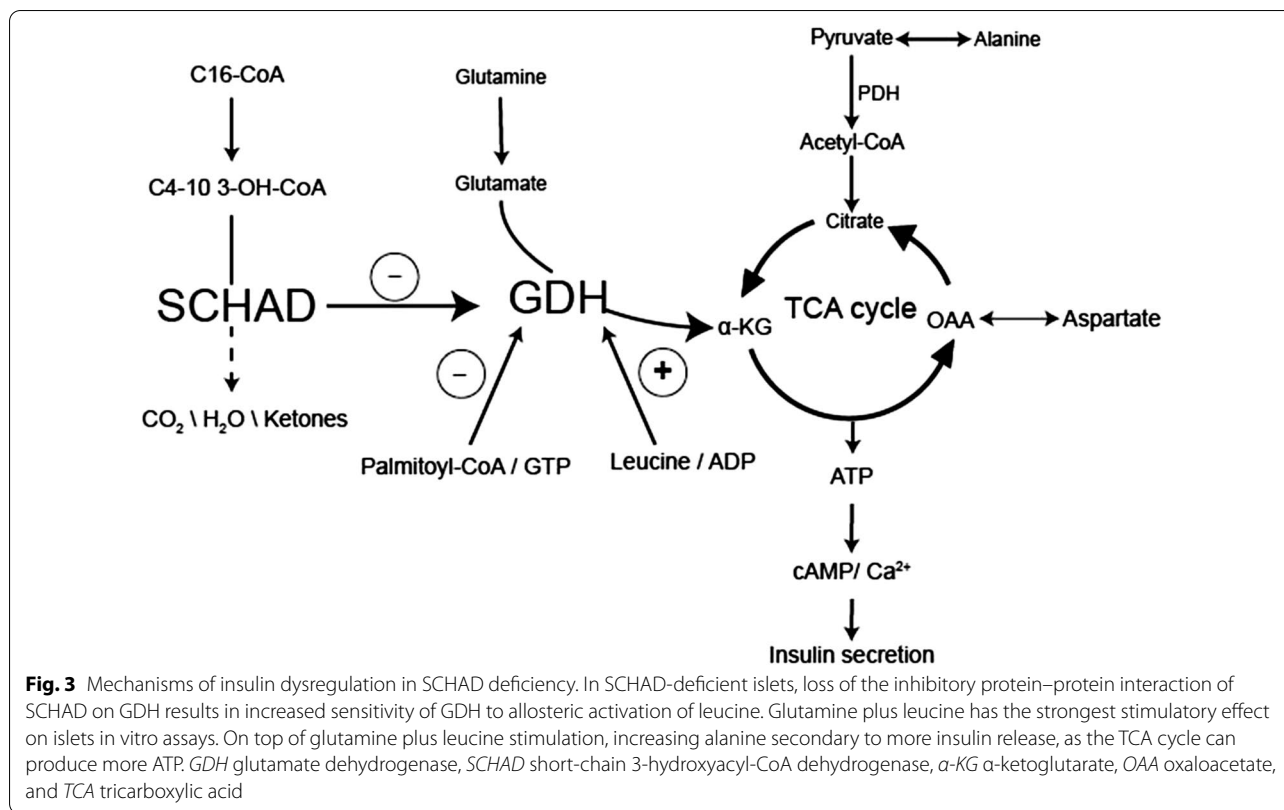 Pyruvate Alanine
C16-CoA
Glutamine
PDH
Acetyl-CoA
C4-10 3-OH-CoA
Glutamate
Citrate
−
SCHAD
GDH
α-KG
TCA cycle
OAA
Aspartate
−
+
CO₂ \ H₂O \ Ketones
Palmitoyl-CoA / GTP
Leucine / ADP
ATP
cAMP/ Ca²⁺
Insulin secretion
Fig. 3 Mechanisms of insulin dysregulation in SCHAD deficiency. In SCHAD-deficient islets, loss of the inhibitory protein–protein interaction of
SCHAD on GDH results in increased sensitivity of GDH to allosteric activation of leucine. Glutamine plus leucine has the strongest stimulatory effect
on islets in vitro assays. On top of glutamine plus leucine stimulation, increasing alanine secondary to more insulin release, as the TCA cycle can
produce more ATP. GDH glutamate dehydrogenase, SCHAD short-chain 3-hydroxyacyl-CoA dehydrogenase, α-KG α-ketoglutarate, OAA oxaloacetate,
and TCA tricarboxylic acid